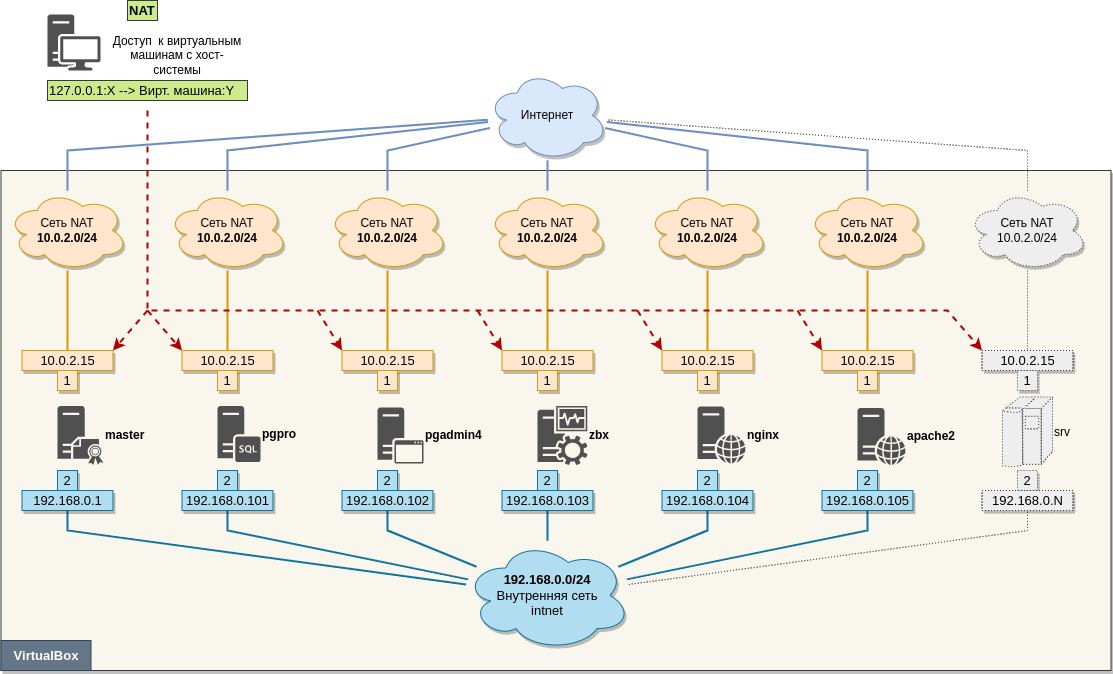 NAT
Доступ к виртуальным
машинам с хост-
системы
127.0.0.1:X --> Вирт. машина:Y
Интернет
Сеть NAT
10.0.2.0/24
Сеть NAT
10.0.2.0/24
Сеть NAT
10.0.2.0/24
Сеть NAT
10.0.2.0/24
Сеть NAT
10.0.2.0/24
Сеть NAT
10.0.2.0/24
Сеть NAT
10.0.2.0/24
10.0.2.15
10.0.2.15
10.0.2.15
10.0.2.15
10.0.2.15
10.0.2.15
10.0.2.15
1
1
1
1
1
1
1
master
SQL
pgpro
pgadmin4
zbx
nginx
apache2
srv
2
2
2
2
2
2
2
192.168.0.1
192.168.0.101
192.168.0.102
192.168.0.103
192.168.0.104
192.168.0.105
192.168.0.N
192.168.0.0/24
Внутренняя сеть
intnet
VirtualBox